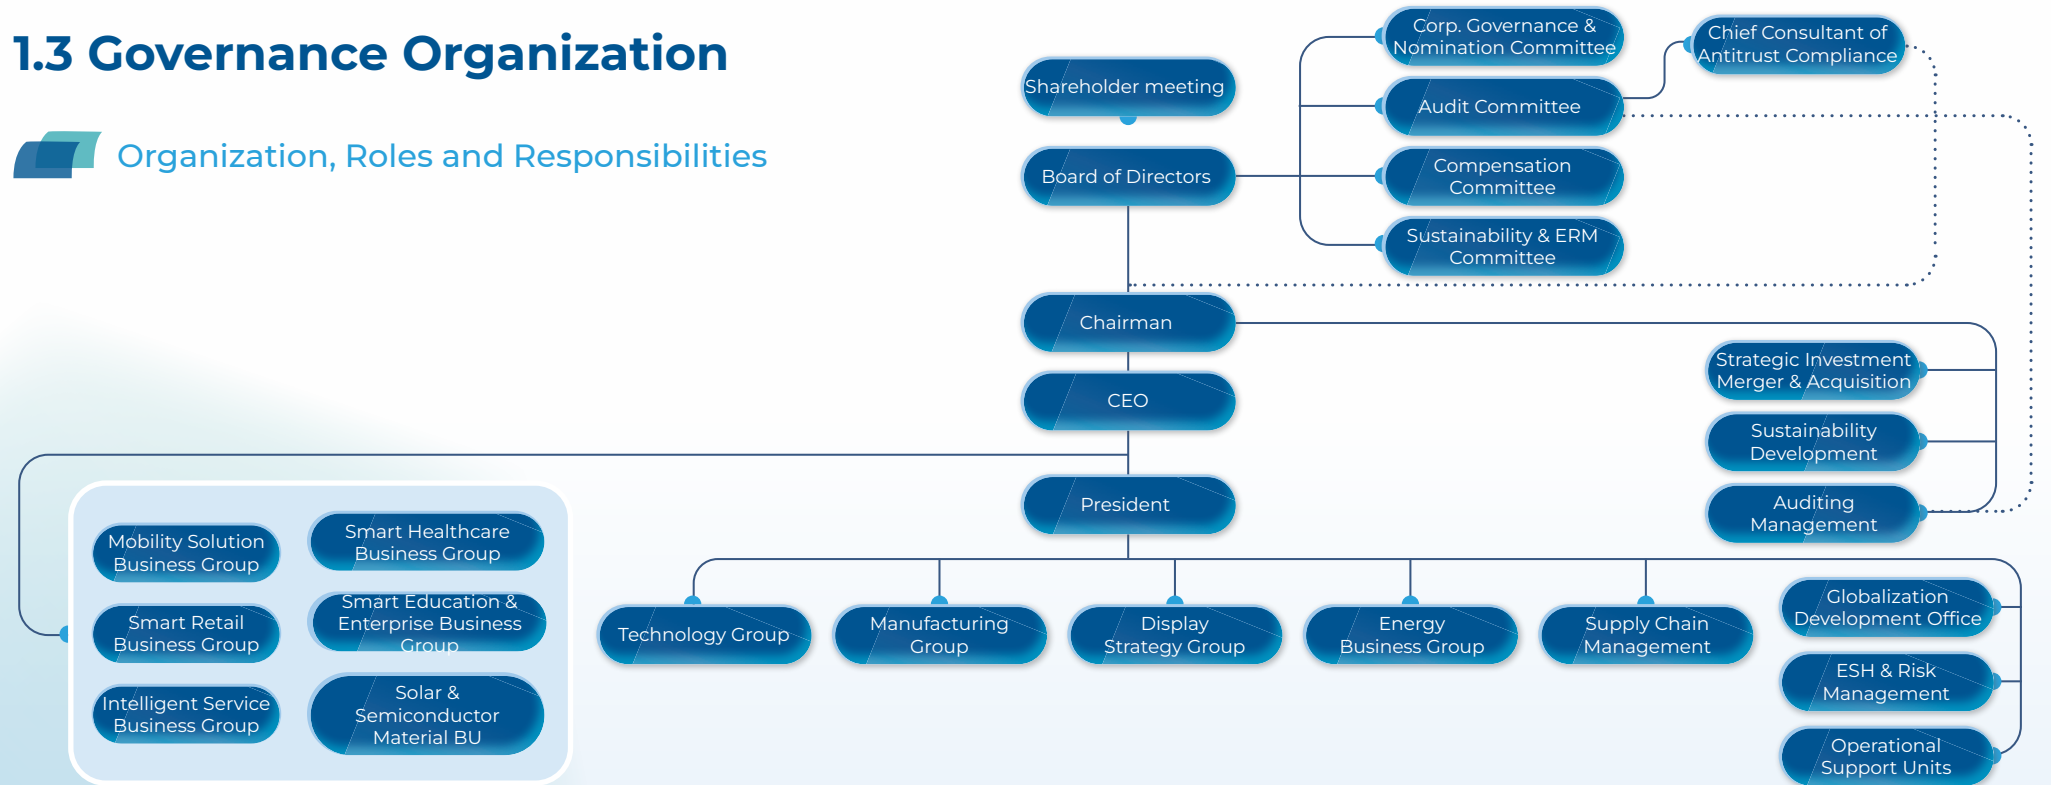 1.3 Governance Organization
Organization, Roles and Responsibilities
Shareholder meeting
Board of Directors
Corp. Governance &
Nomination Committee
Audit Committee
Compensation
Committee
Sustainability & ERM
Committee
Chief Consultant of
Antitrust Compliance
Chairman
CEO
President
Strategic Investment
Merger & Acquisition
Sustainability
Development
Auditing
Management
Mobility Solution
Business Group
Smart Healthcare
Business Group
Smart Retail
Business Group
Smart Education &
Enterprise Business
Group
Intelligent Service
Business Group
Solar &
Semiconductor
Material BU
Technology Group
Manufacturing
Group
Display
Strategy Group
Energy
Business Group
Supply Chain
Management
Globalization
Development Office
ESH & Risk
Management
Operational
Support Units